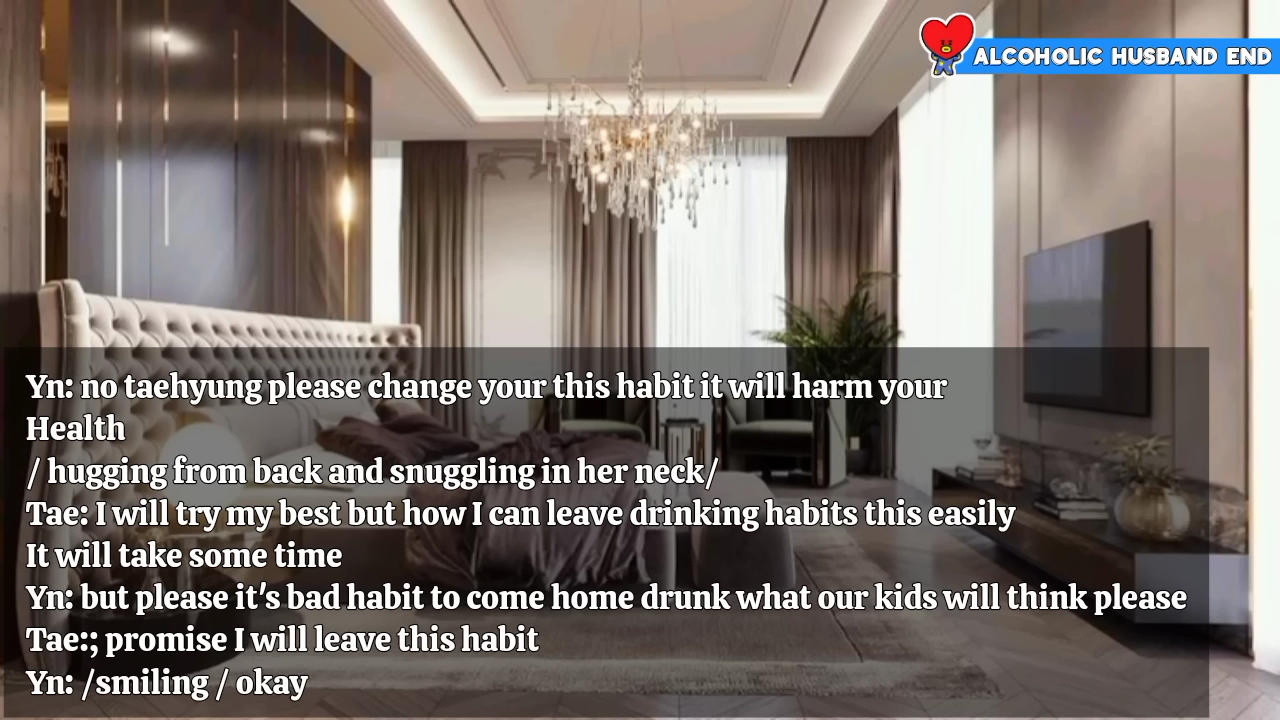 ALCOHOLIC HUSBAND END
Yn: no taehyung please change your this habit it will harm your
Health
/ hugging from back and snuggling in her neck/
Tae: I will try my best but how I can leave drinking habits this easily
It will take some time
Yn: but please it's bad habit to come home drunk what our kids will think please
Tae:; promise I will leave this habit
Yn: /smiling / okay